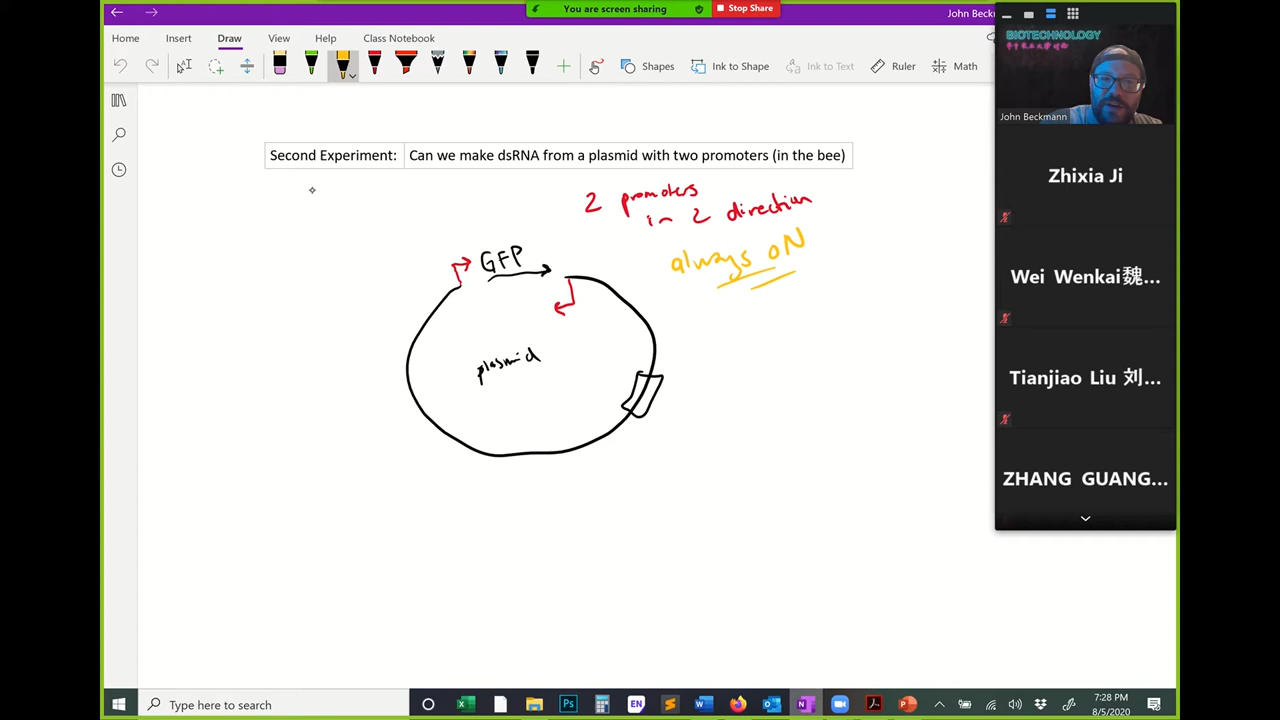 You are screen sharing
Stop Share
John Beckm
Home Insert Draw View Help Class Notebook
Shapes Ink to Shape Ink to Text Ruler Math
BIOTECHNOLOGY
John Beckmann
Zhixia Ji
Wei Wenkai魏...
Tianjiao Liu 刘...
ZHANG GUANG...
Second Experiment: Can we make dsRNA from a plasmid with two promoters (in the bee)
2 promoters
in 2 direction
always ON
GFP
plasmid
Type here to search
EN
7:28 PM
8/5/2020